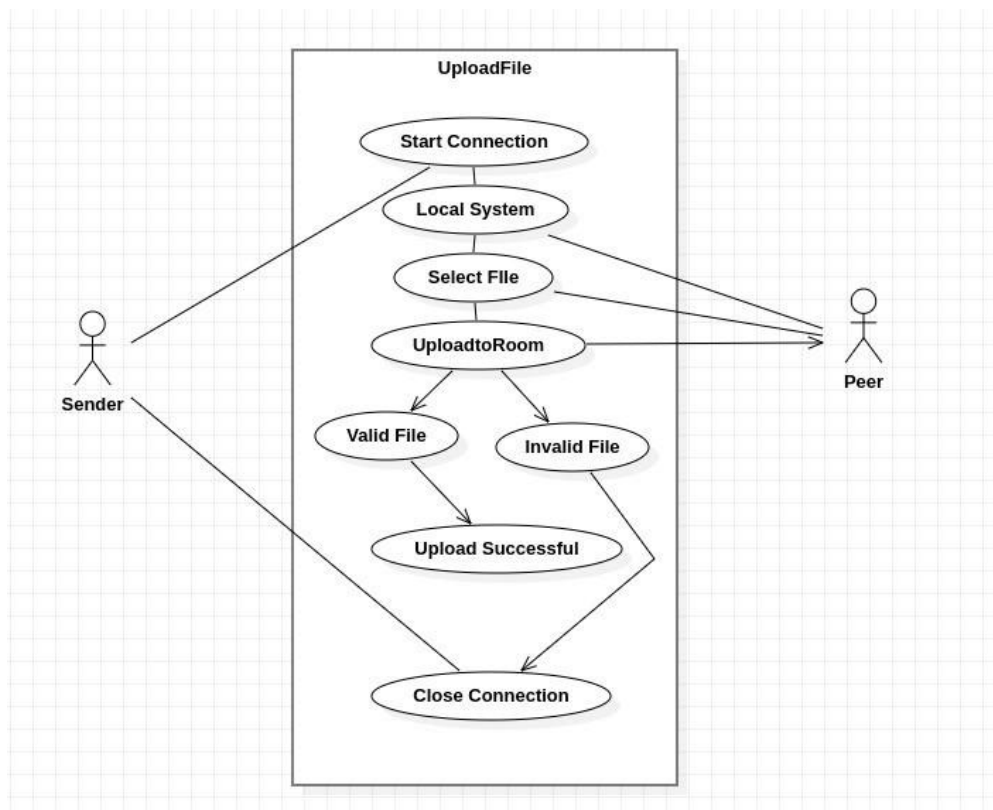 UploadFile
Start Connection
Local System
Select FIle
UploadtoRoom
Sender
Peer
Valid File
Invalid File
Upload Successful
Close Connection